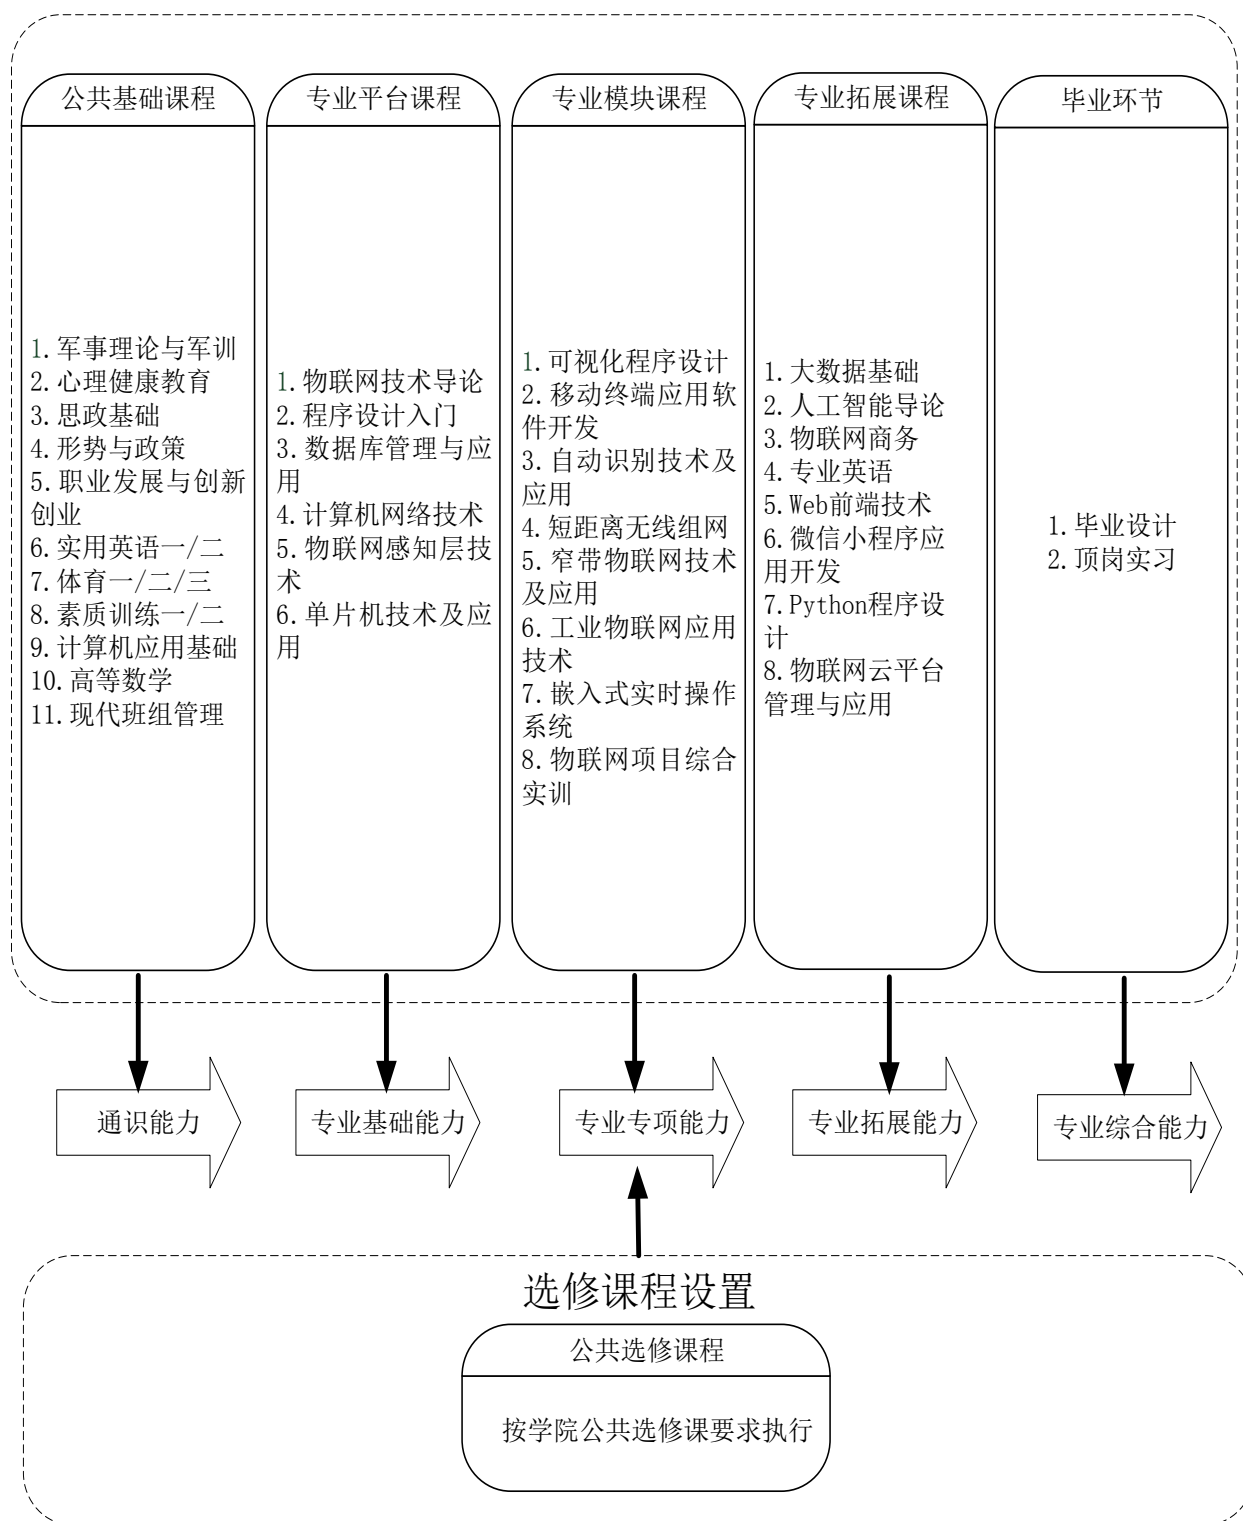 公共基础课程
1.军事理论与军训
2.心理健康教育
3.思政基础
4.形势与政策
5.职业发展与创新
创业
6.实用英语一/二
7.体育一/二/三
8.素质训练一/二
9.计算机应用基础
10.高等数学
11.现代班组管理
专业平台课程
1.物联网技术导论
2.程序设计入门
3.数据库管理与应
用
4.计算机网络技术
5.物联网感知层技
术
6.单片机技术及应
用
专业模块课程
1.可视化程序设计
2.移动终端应用软
件开发
3.自动识别技术及
应用
4.短距离无线组网
5.窄带物联网技术
及应用
6.工业物联网应用
技术
7.嵌入式实时操作
系统
8.物联网项目综合
实训
专业拓展课程
1.大数据基础
2.人工智能导论
3.物联网商务
4.专业英语
5.Web前端技术
6.微信小程序应
用开发
7.Python程序设
计
8.物联网云平台
管理与应用
毕业环节
1.毕业设计
2.顶岗实习
通识能力
专业基础能力
专业专项能力
专业拓展能力
专业综合能力
选修课程设置
公共选修课程
按学院公共选修课要求执行